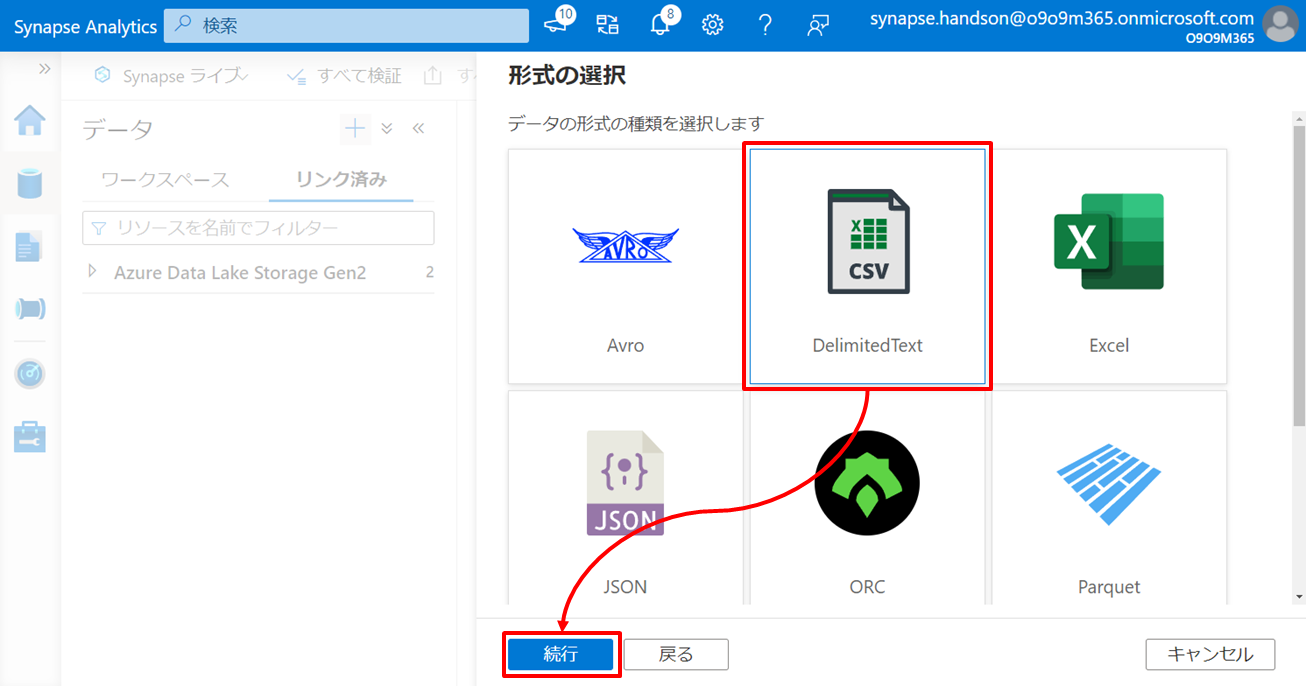 Synapse Analytics
検索
10
8
synapse.handson@o9o9m365.onmicrosoft.com
O9O9M365
Synapse ライブ
すべて検証
す
データ
ワークスペース
リンク済み
リソースを名前でフィルター
Azure Data Lake Storage Gen2
2
形式の選択
データの形式の種類を選択します
AVRO
Avro
CSV
DelimitedText
X
Excel
JSON
JSON
ORC
Parquet
続行
戻る
キャンセル